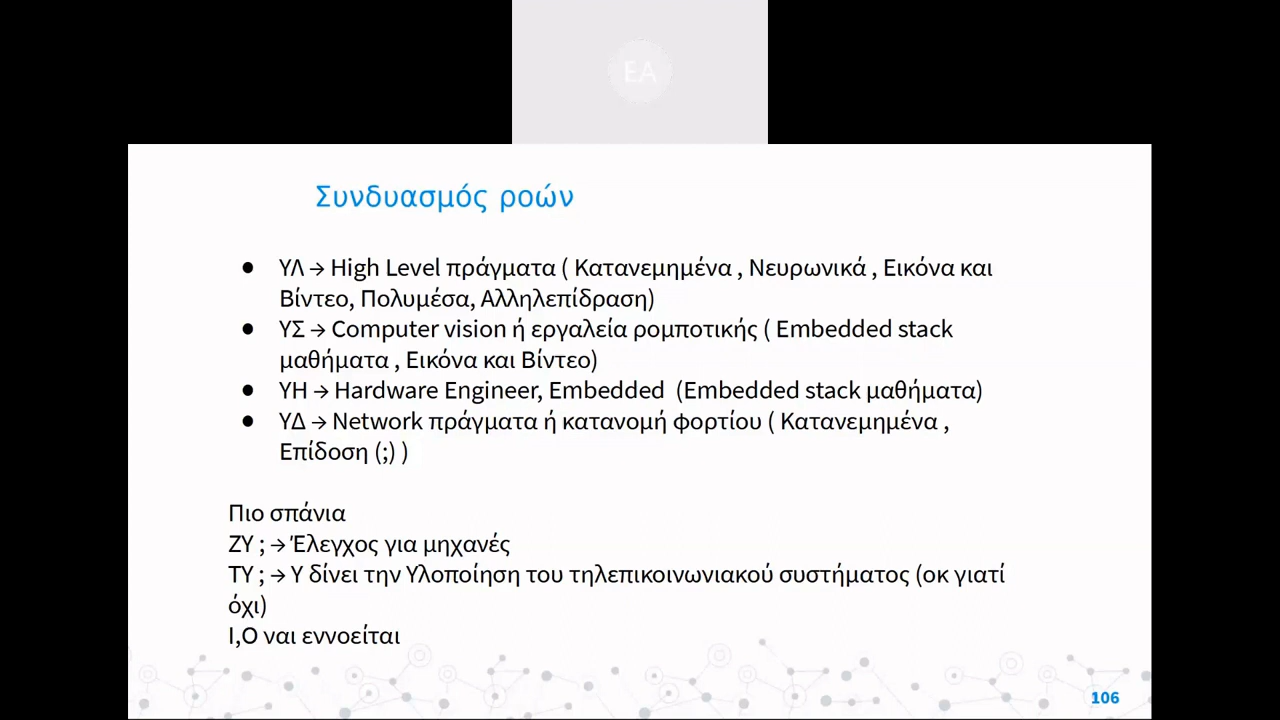 EA
Συνδυασμός ροών
● ΥΛ → High Level πράγματα ( Κατανεμημένα , Νευρωνικά , Εικόνα και
Βίντεο, Πολυμέσα, Αλληλεπίδραση)
● ΥΣ → Computer vision ή εργαλεία ρομποτικής ( Embedded stack
μαθήματα , Εικόνα και Βίντεο)
● ΥΗ → Hardware Engineer, Embedded (Embedded stack μαθήματα)
● ΥΔ → Network πράγματα ή κατανομή φορτίου ( Κατανεμημένα ,
Επίδοση (;) )
Πιο σπάνια
ΖΥ ; → Έλεγχος για μηχανές
ΤΥ ; → Υ δίνει την Υλοποίηση του τηλεπικοινωνιακού συστήματος (οκ γιατί
όχι)
Ι,Ο ναι εννοείται
106